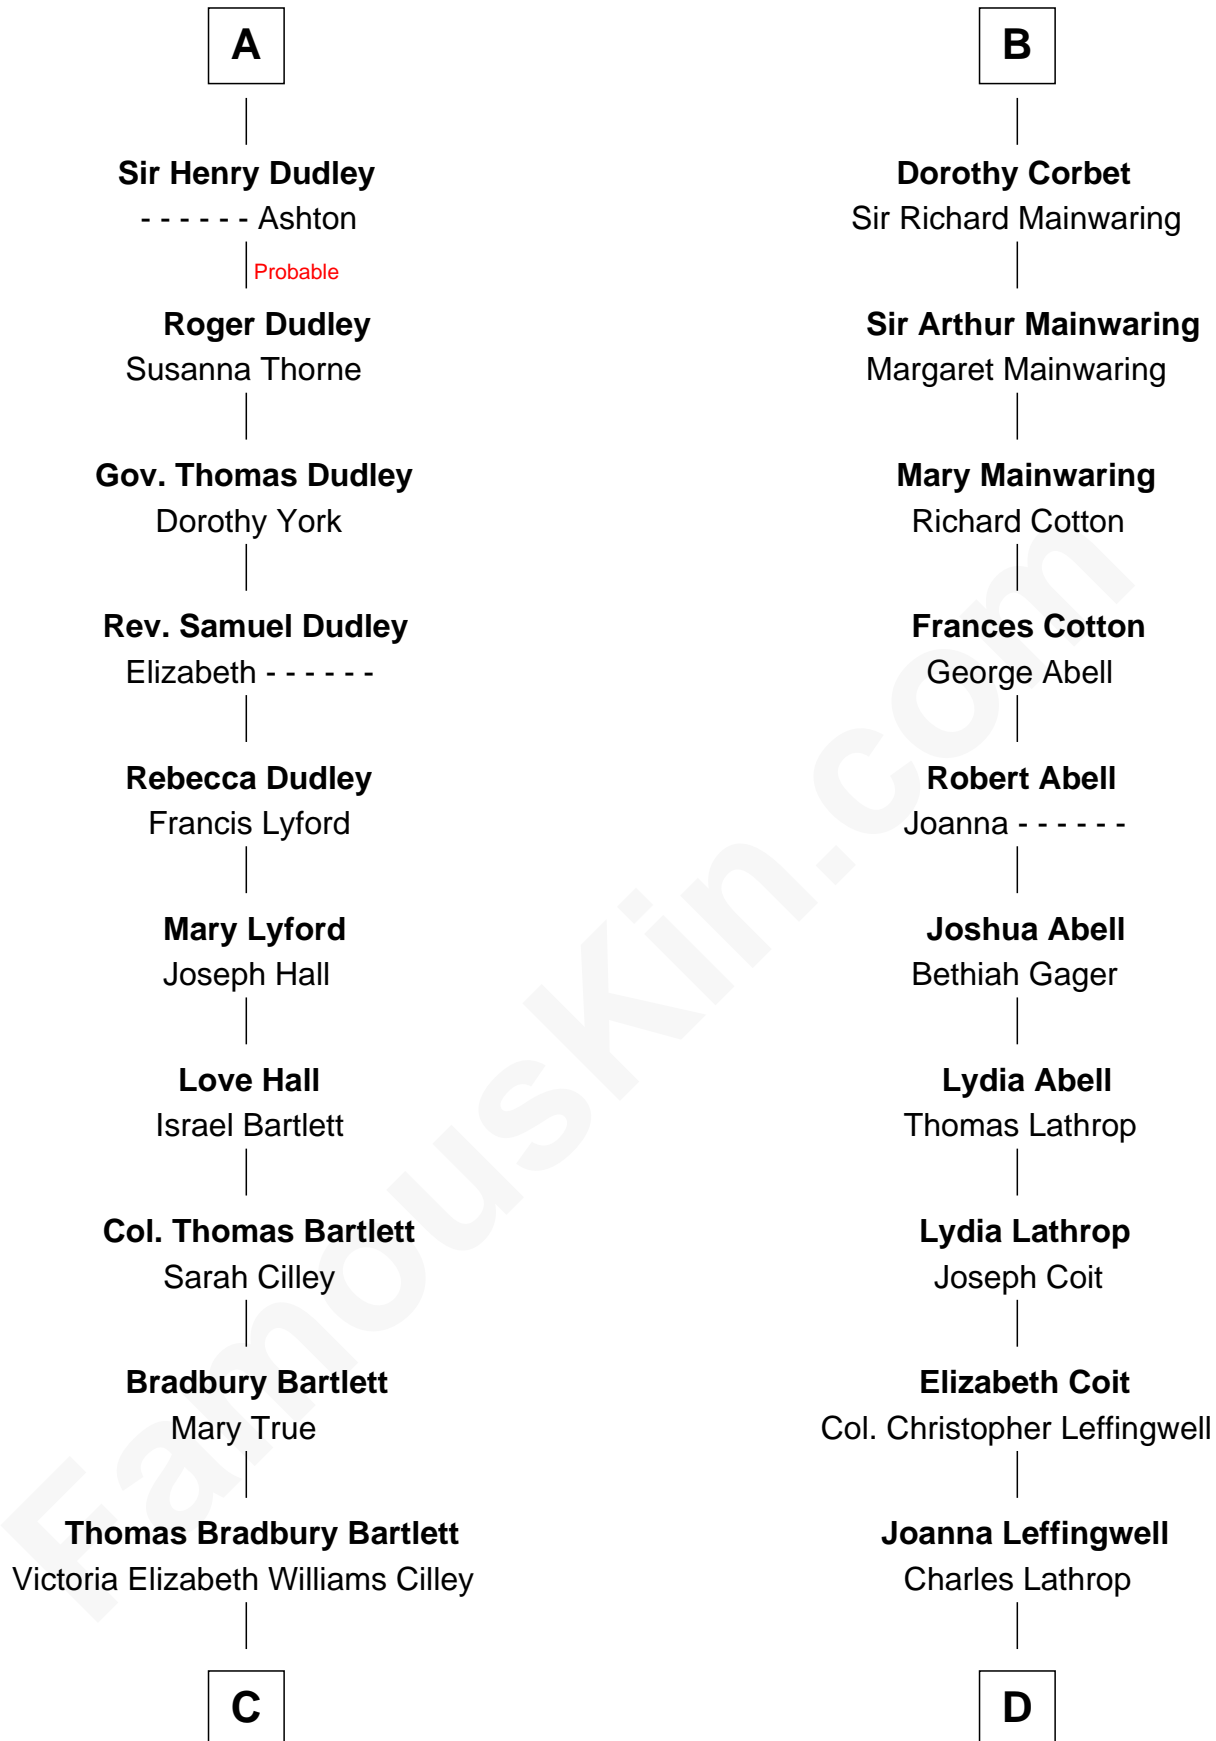 A
Sir Henry Dudley
- - - - - - Ashton
Probable
Roger Dudley
Susanna Thorne
Gov. Thomas Dudley
Dorothy York
Rev. Samuel Dudley
Elizabeth - - - - - -
Rebecca Dudley
Francis Lyford
Mary Lyford
Joseph Hall
Love Hall
Israel Bartlett
Col. Thomas Bartlett
Sarah Cilley
Bradbury Bartlett
Mary True
Thomas Bradbury Bartlett
Victoria Elizabeth Williams Cilley
C
B
Dorothy Corbet
Sir Richard Mainwaring
Sir Arthur Mainwaring
Margaret Mainwaring
Mary Mainwaring
Richard Cotton
Frances Cotton
George Abell
Robert Abell
Joanna - - - - - -
Joshua Abell
Bethiah Gager
Lydia Abell
Thomas Lathrop
Lydia Lathrop
Joseph Coit
Elizabeth Coit
Col. Christopher Leffingwell
Joanna Leffingwell
Charles Lathrop
D
FamousKin.com